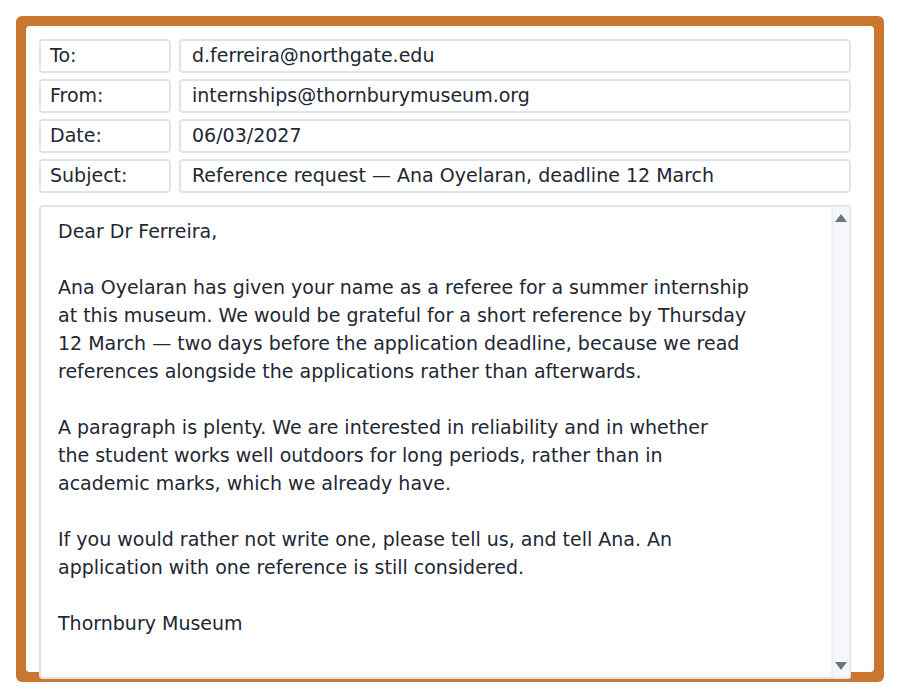 To: d.ferreira@northgate.edu
From: internships@thornburymuseum.org
Date: 06/03/2027
Subject: Reference request — Ana Oyelaran, deadline 12 March
Dear Dr Ferreira,
Ana Oyelaran has given your name as a referee for a summer internship
at this museum. We would be grateful for a short reference by Thursday
12 March — two days before the application deadline, because we read
references alongside the applications rather than afterwards.
A paragraph is plenty. We are interested in reliability and in whether
the student works well outdoors for long periods, rather than in
academic marks, which we already have.
If you would rather not write one, please tell us, and tell Ana. An
application with one reference is still considered.
Thornbury Museum